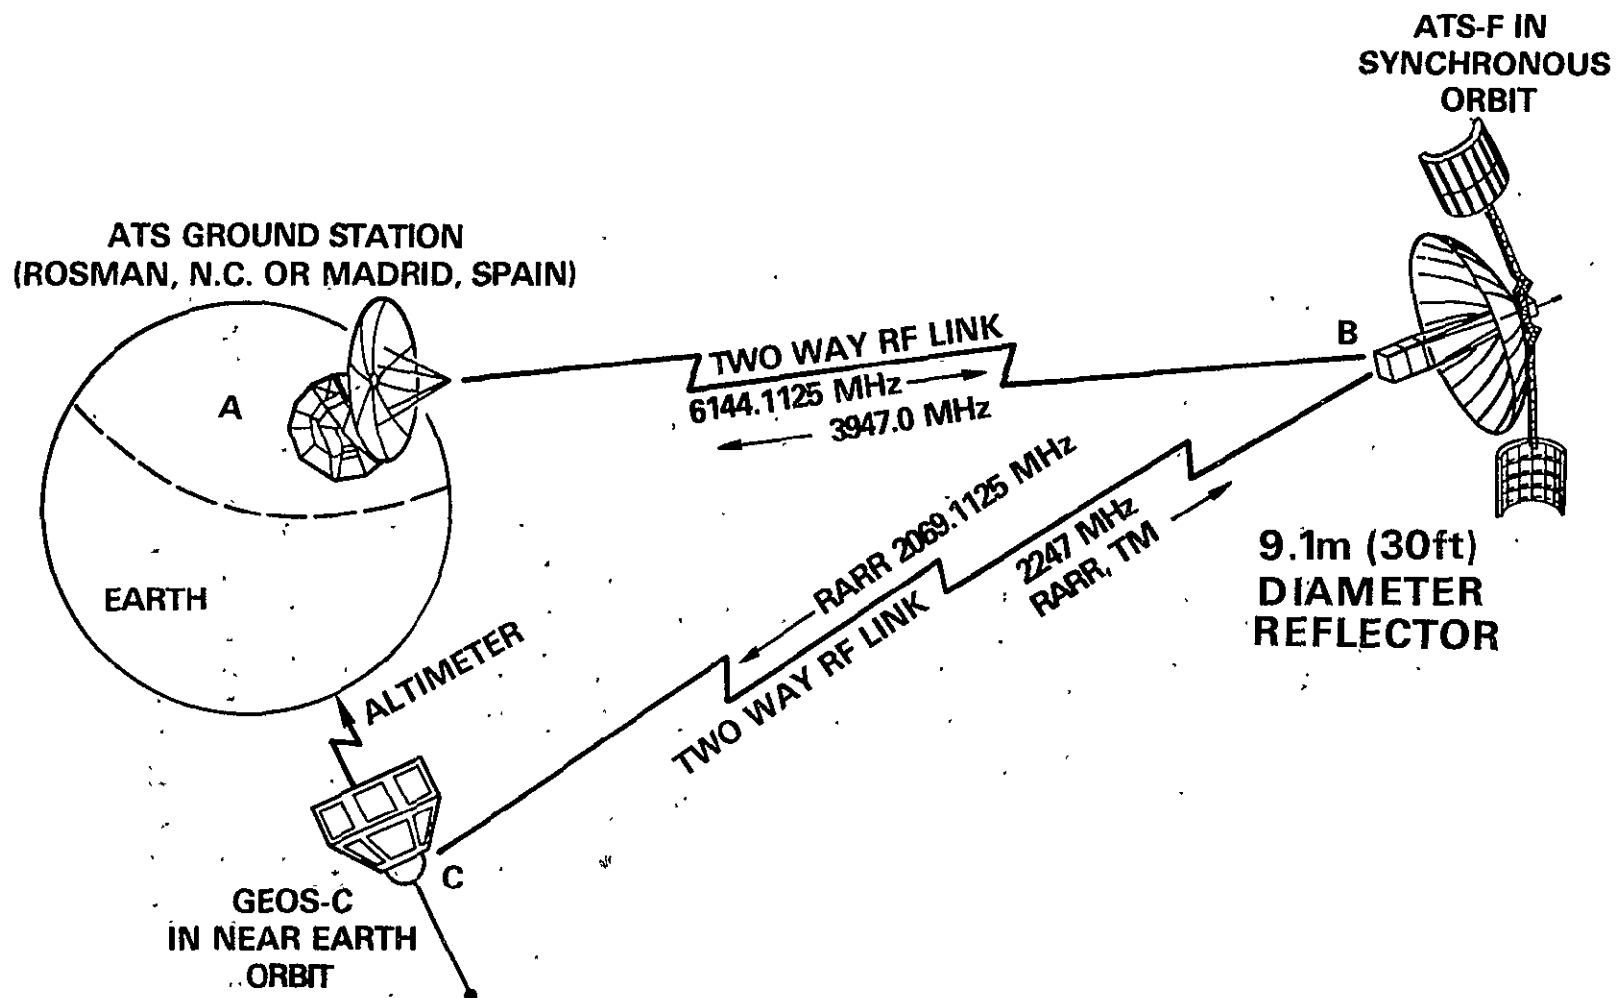 ATS-F IN
SYNCHRONOUS
ORBIT
ATS GROUND STATION
(ROSMAN, N.C. OR MADRID, SPAIN)
A
B
TWO WAY RF LINK
6144.1125 MHz
3947.0 MHz
RARR 2069.1125 MHz
2247 MHz
RARR, TM
TWO WAY RF LINK
9.1m (30ft)
DIAMETER
REFLECTOR
EARTH
ALTIMETER
C
GEOS-C
IN NEAR EARTH
ORBIT